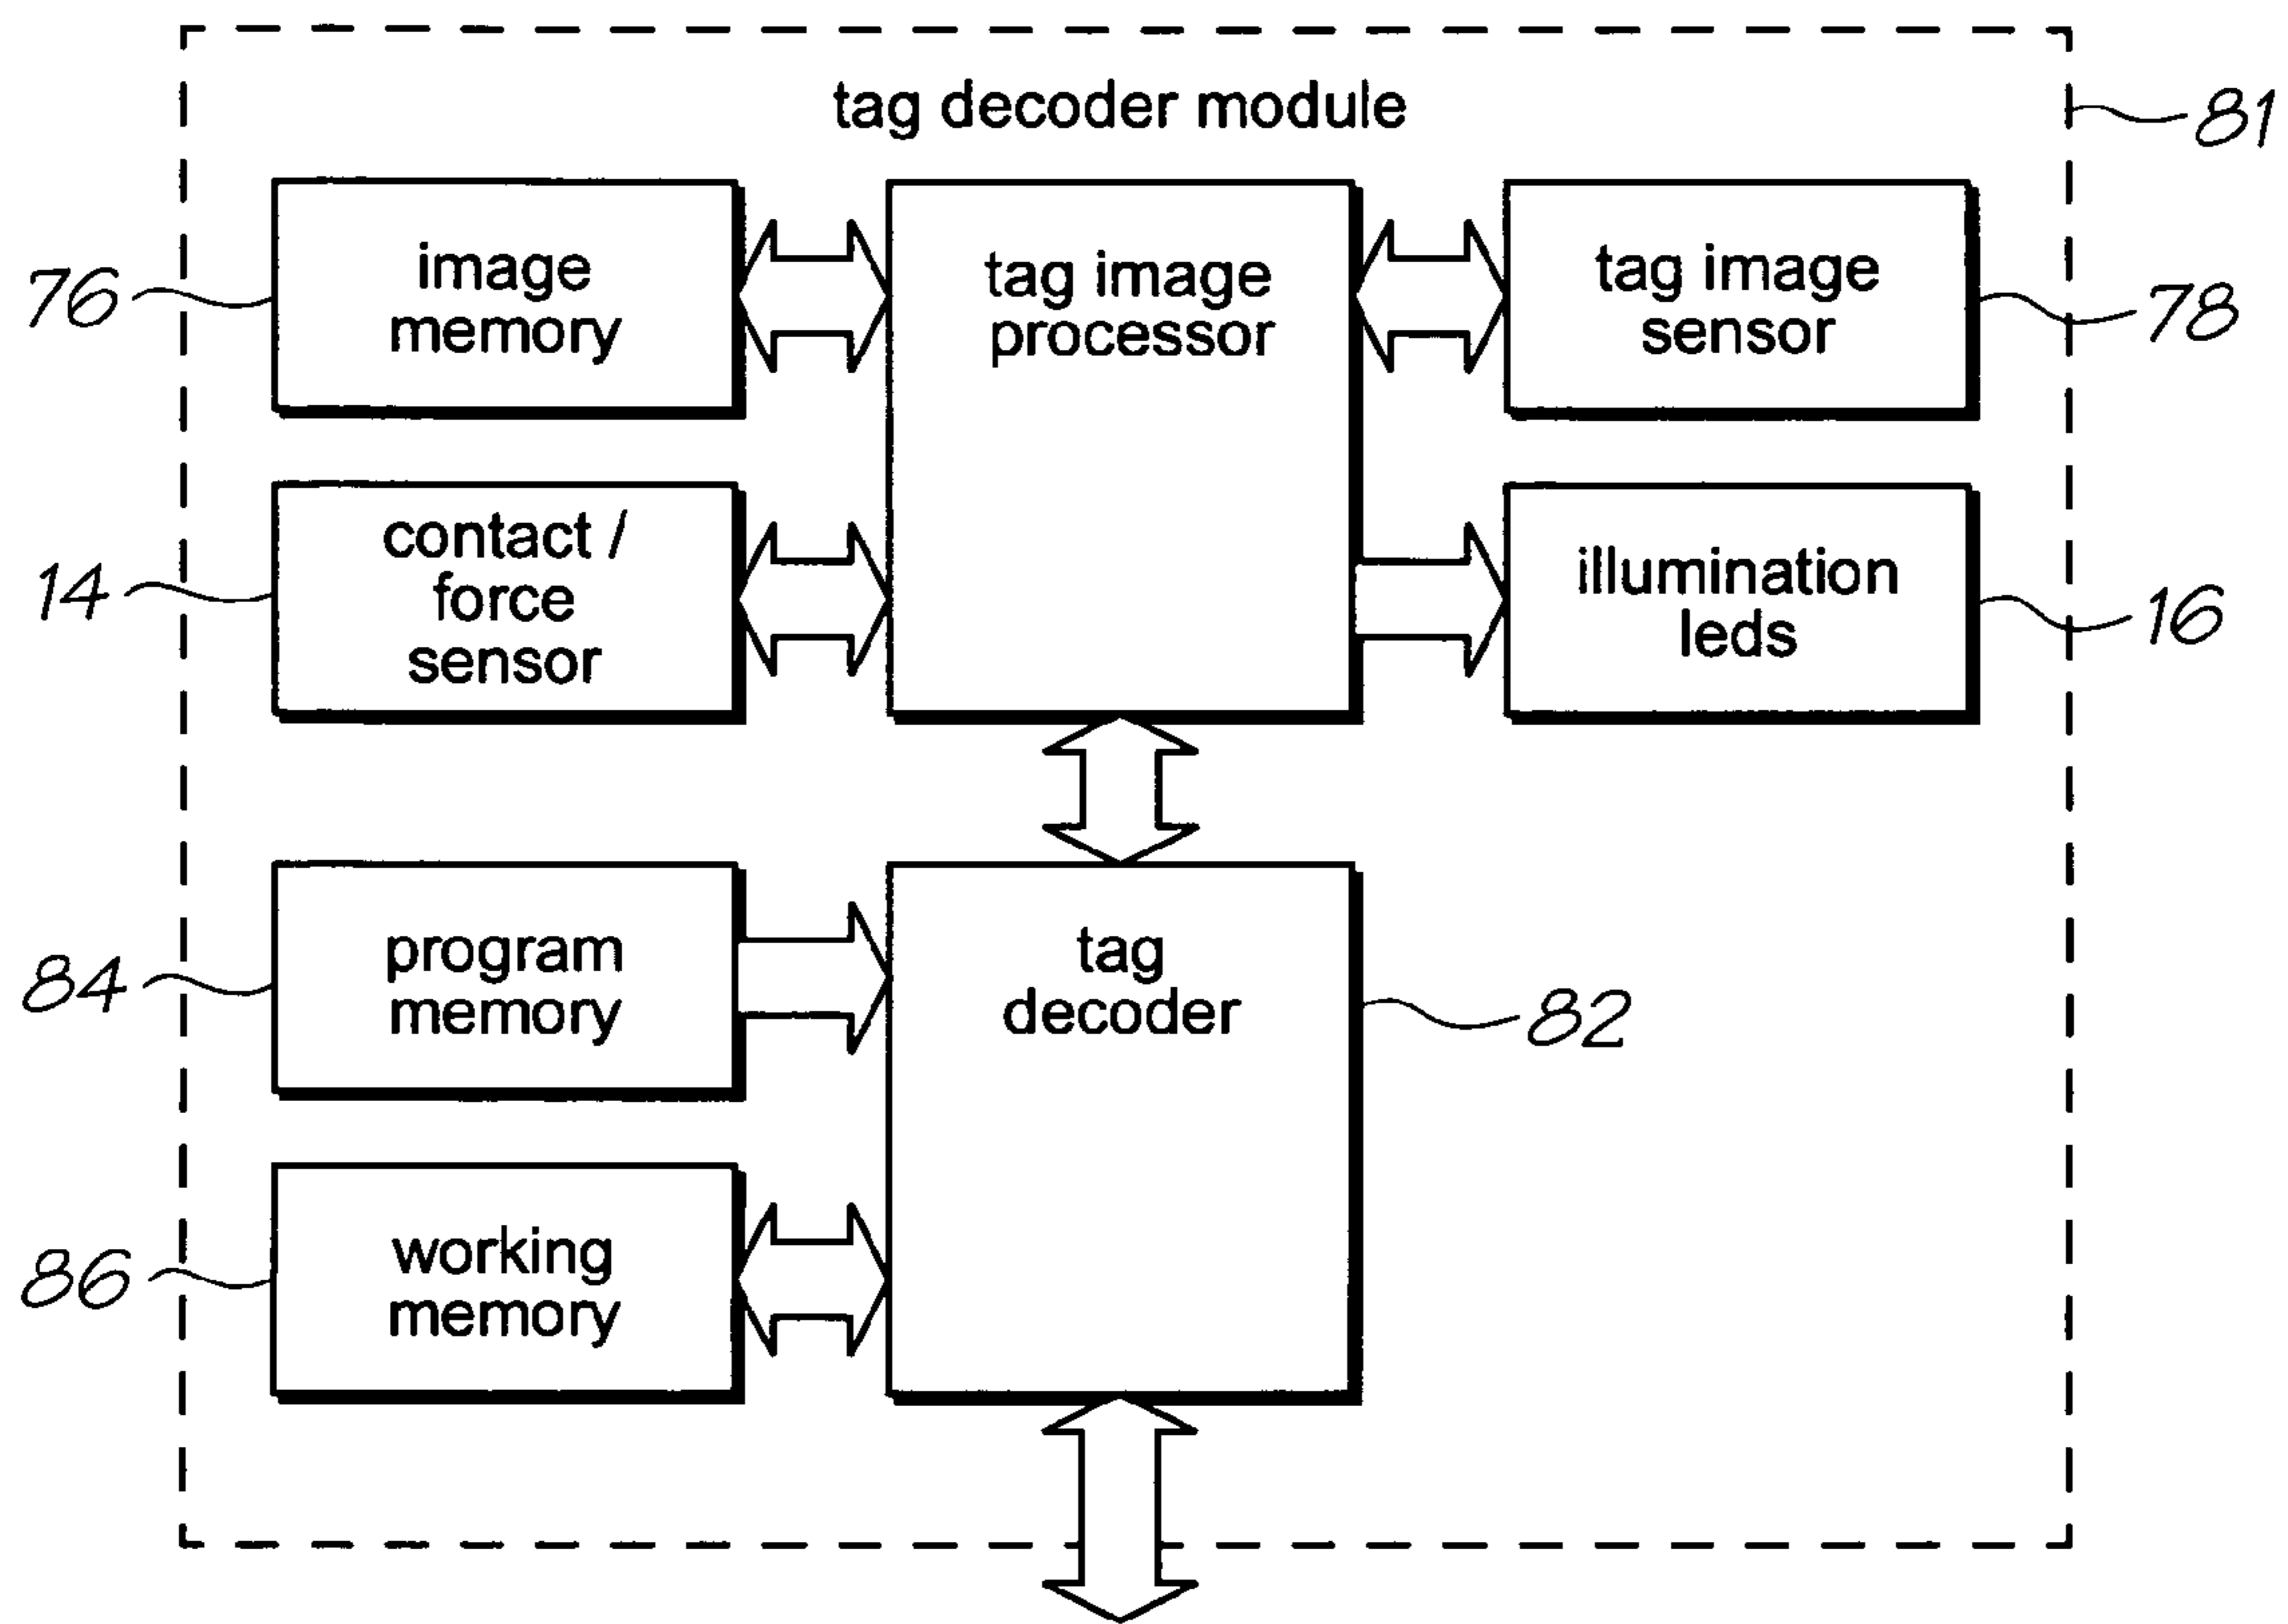 tag decoder module
81
76
image
memory
tag image
processor
tag image
sensor
78
14
contact /
force
sensor
illumination
leds
16
84
program
memory
tag
decoder
82
86
working
memory